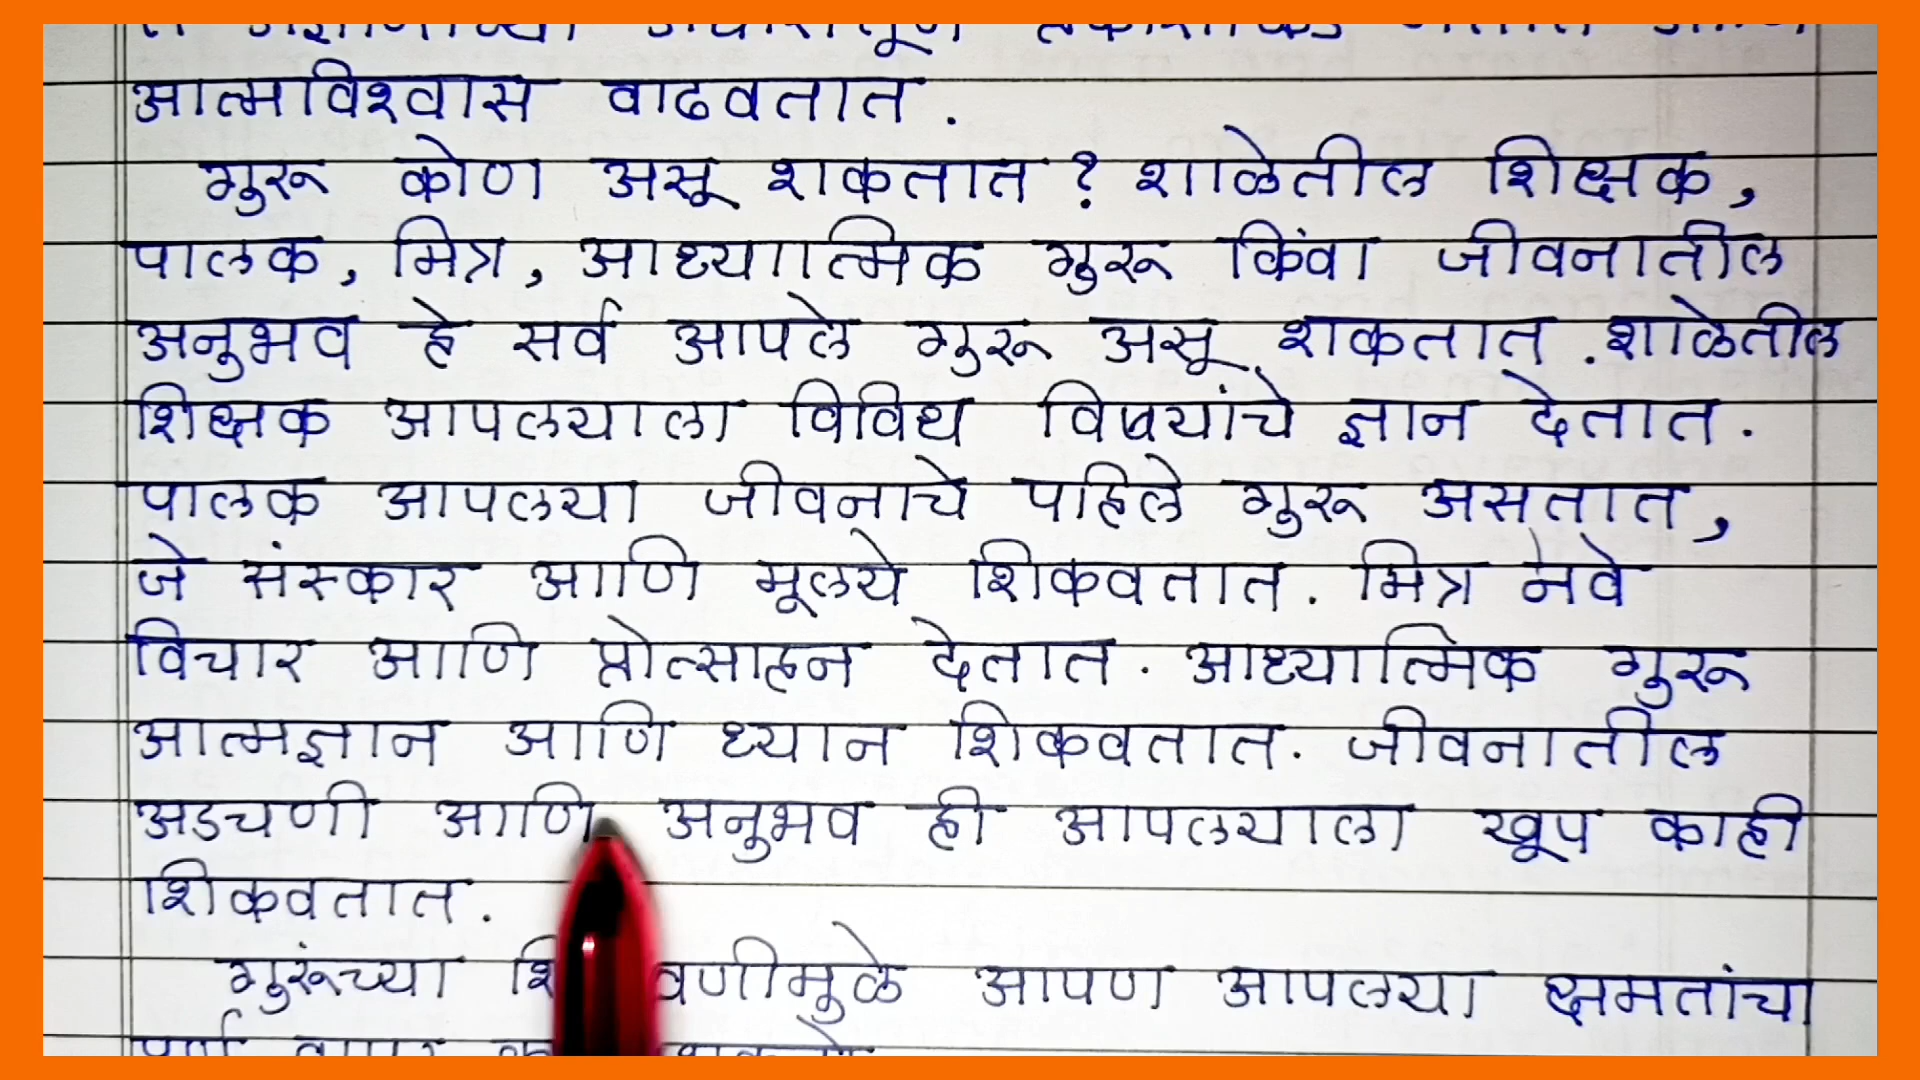 आत्मविश्वास वाढवतात.
गुरू कोण असू शकतात? शाळेतील शिक्षक,
पालक, मित्र, आध्यात्मिक गुरू किंवा जीवनातील
अनुभव हे सर्व आपले गुरू असू शकतात. शाळेतील
शिक्षक आपल्याला विविध विषयांचे ज्ञान देतात.
पालक आपल्या जीवनाचे पहिले गुरू असतात,
जे संस्कार आणि मूल्ये शिकवतात. मित्र नवे
विचार आणि प्रोत्साहन देतात. आध्यात्मिक गुरू
आत्मज्ञान आणि ध्यान शिकवतात. जीवनातील
अडचणी आणि अनुभव ही आपल्याला खूप काही
शिकवतात.
गुरूंच्या आपण आपल्या क्षमतांचा